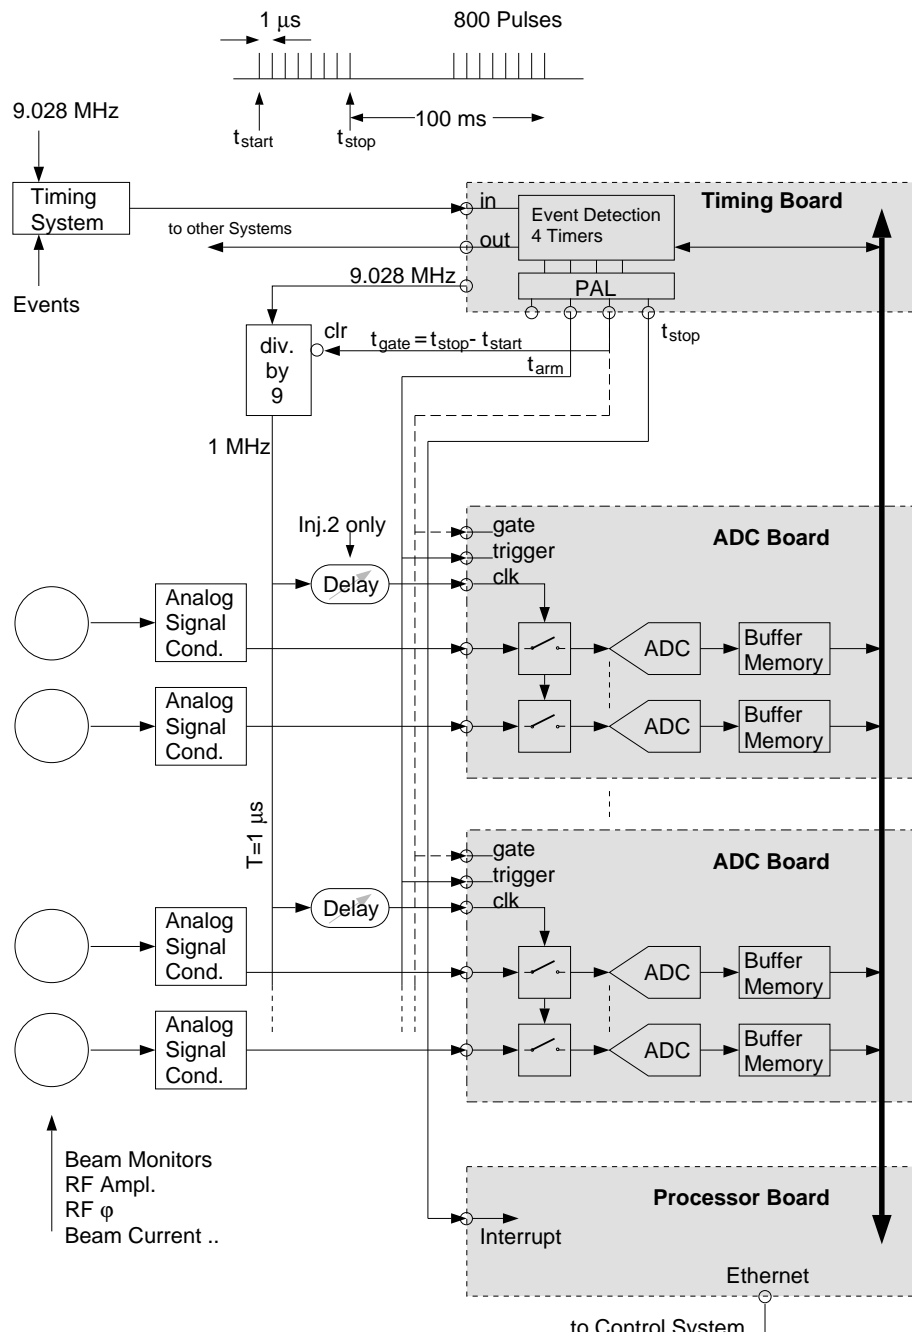 1 μs
800 Pulses
9.028 MHz
100 ms
t_start
t_stop
Timing
System
in
Timing Board
Event Detection
4 Timers
to other Systems
out
Events
9.028 MHz
PAL
div.
by
9
clr
t_gate = t_stop - t_start
t_stop
t_arm
1 MHz
Inj.2 only
gate
trigger
clk
ADC Board
Delay
Analog
Signal
Cond.
ADC
Buffer
Memory
Analog
Signal
Cond.
ADC
Buffer
Memory
T=1 μs
gate
trigger
clk
ADC Board
Delay
Analog
Signal
Cond.
ADC
Buffer
Memory
Analog
Signal
Cond.
ADC
Buffer
Memory
Beam Monitors
RF Ampl.
RF φ
Beam Current ..
Processor Board
Interrupt
Ethernet
to Control System